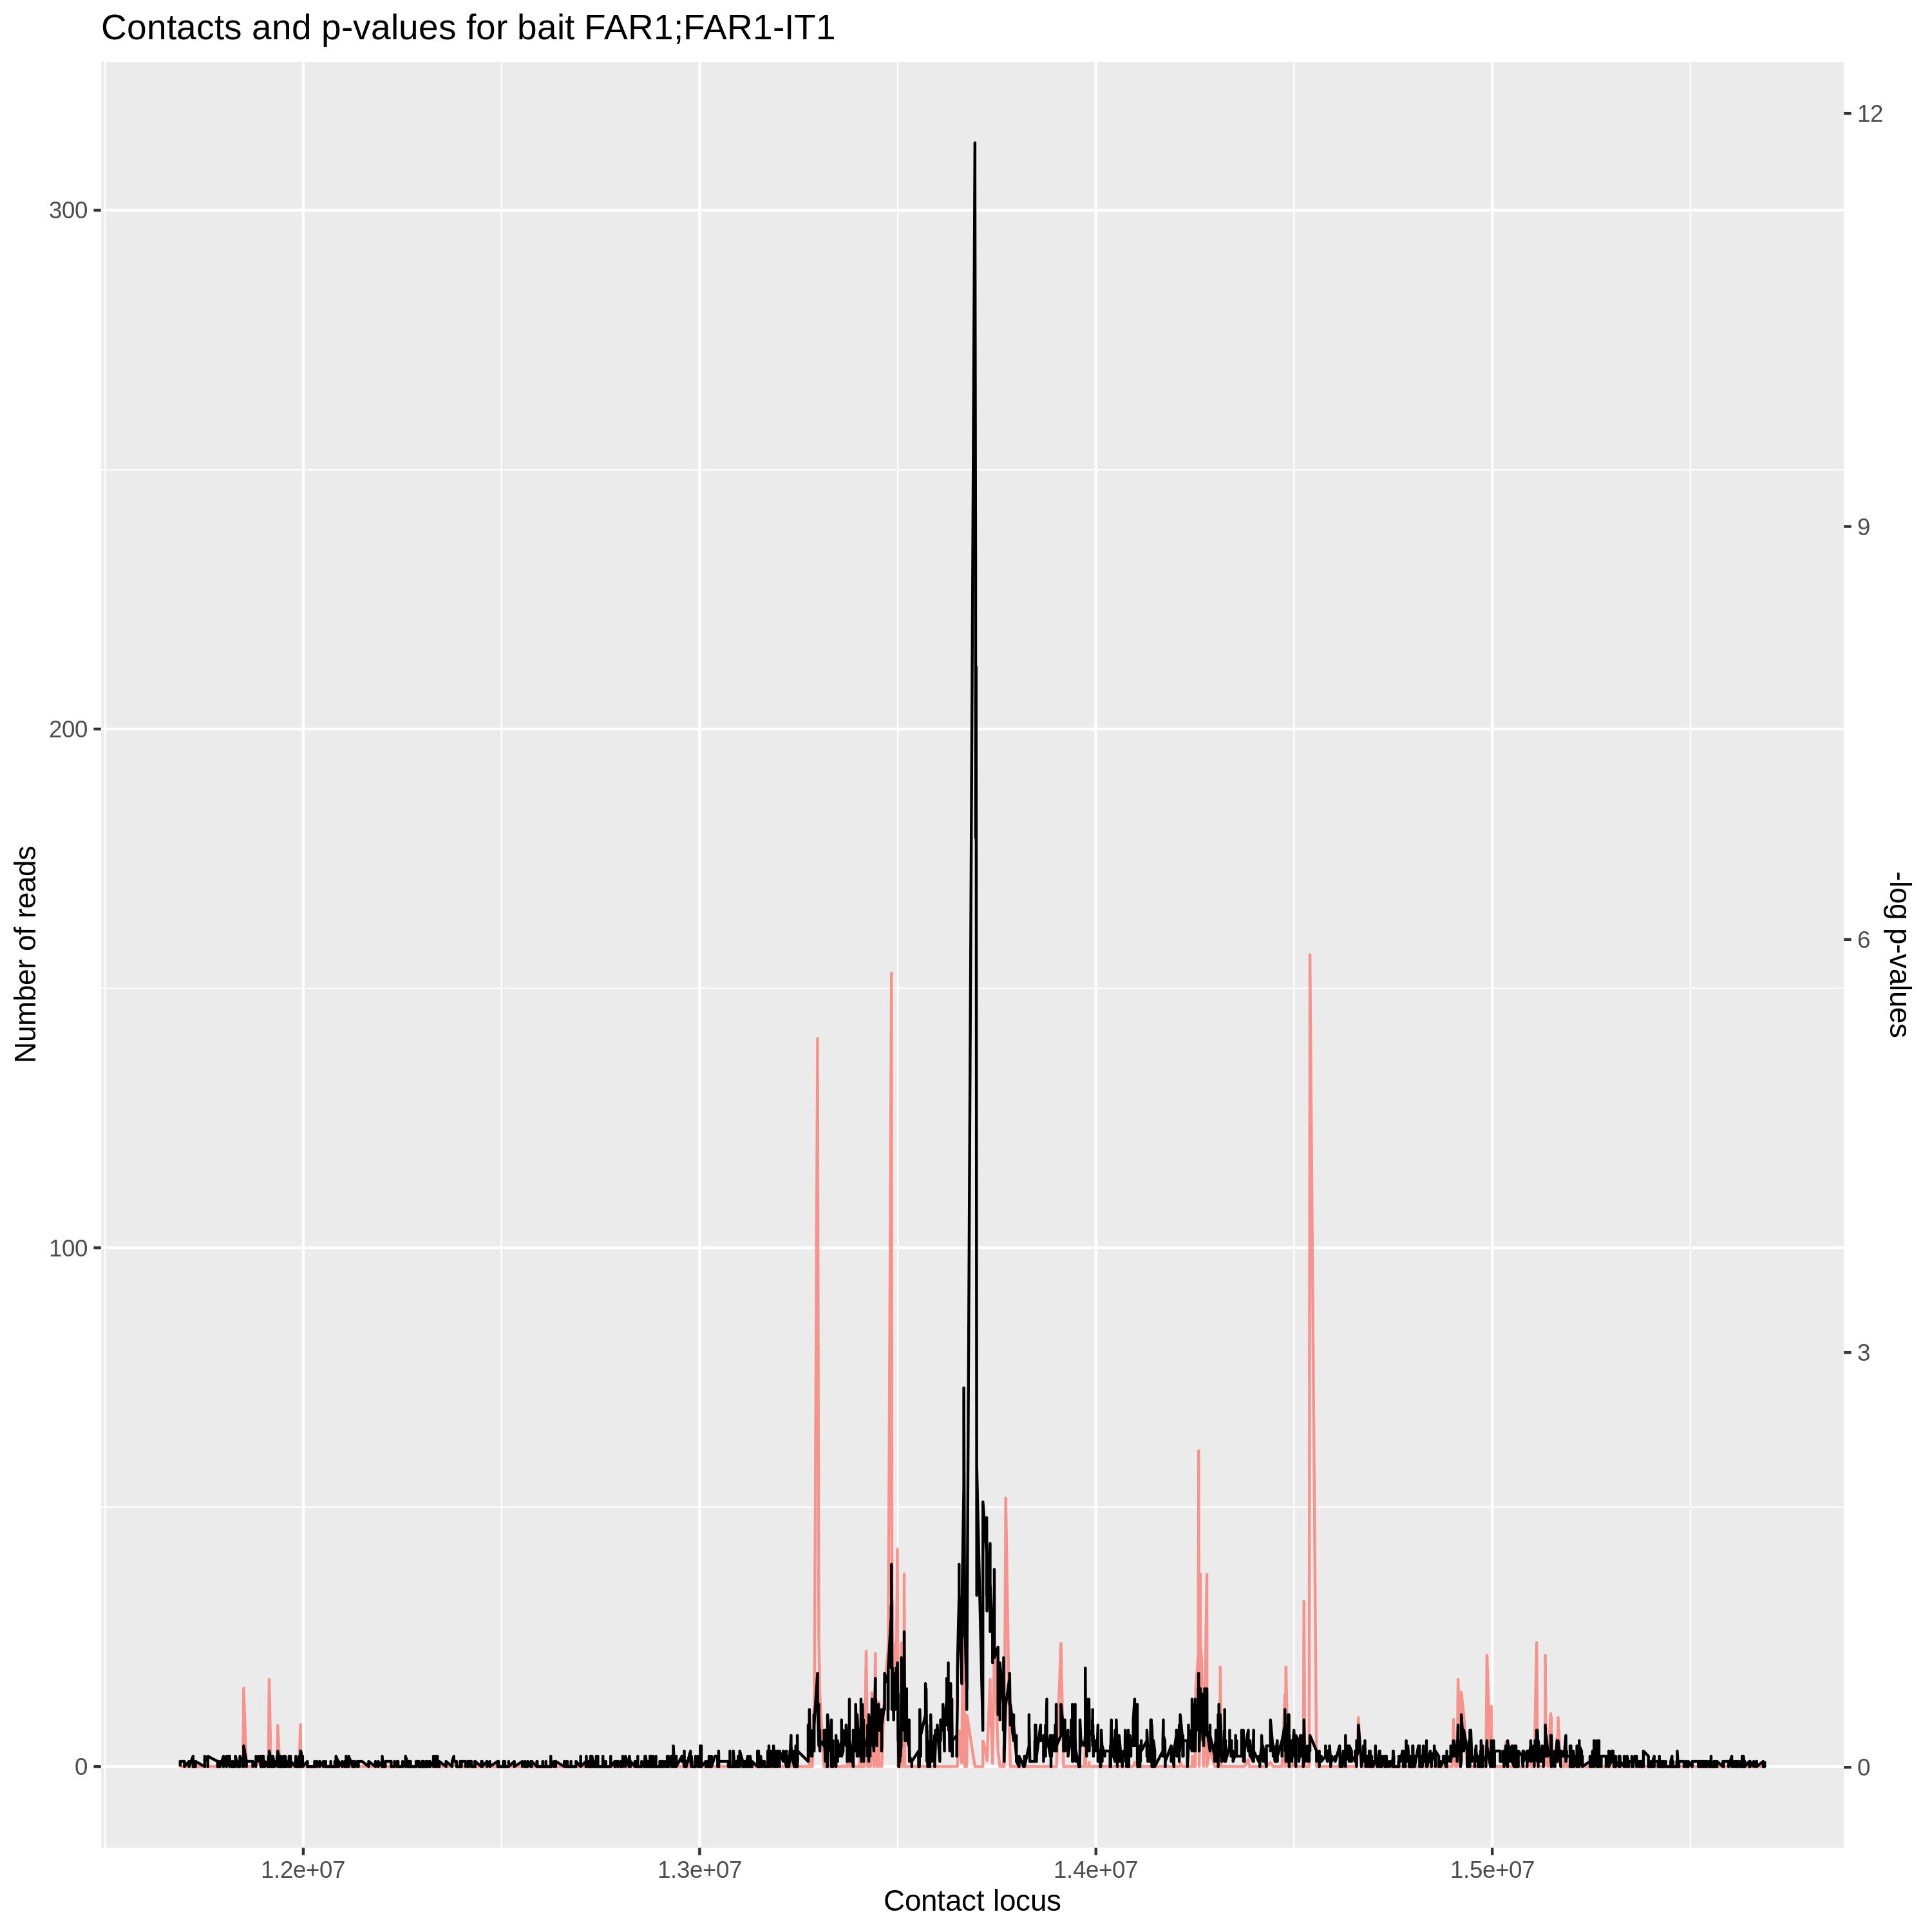 Contacts and p-values for bait FAR1;FAR1-IT1
12
300
9
200
6
Number of reads
-log p-values
100
3
0
0
1.2e+07
1.3e+07
1.4e+07
1.5e+07
Contact locus